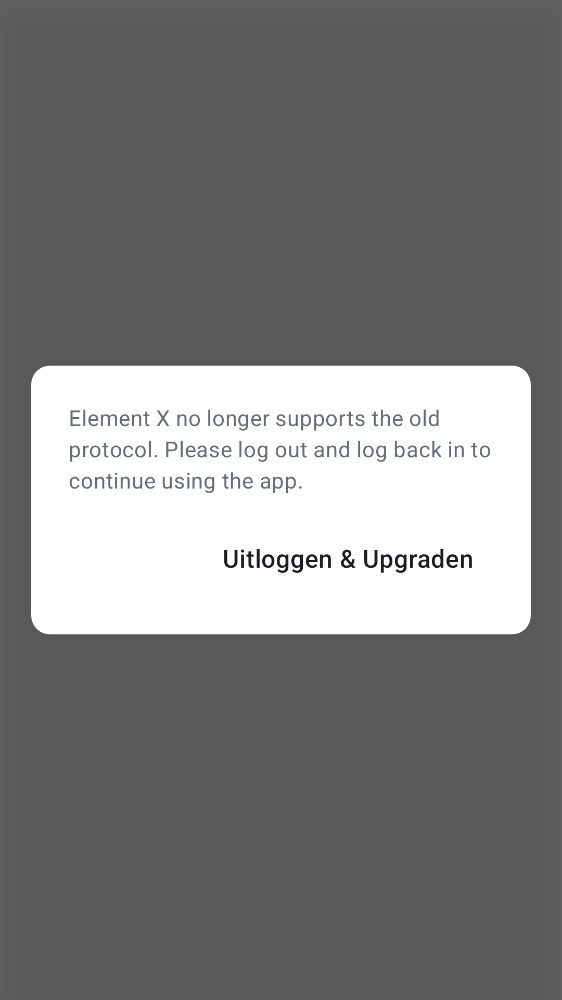 Element X no longer supports the old
protocol. Please log out and log back in to
continue using the app.
Uitloggen & Upgraden